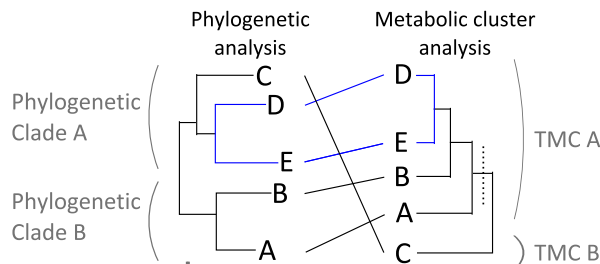 Phylogenetic
analysis
Metabolic cluster
analysis
Phylogenetic
Clade A
Phylogenetic
Clade B
C
D
E
B
A
D
E
B
A
C
TMC A
TMC B